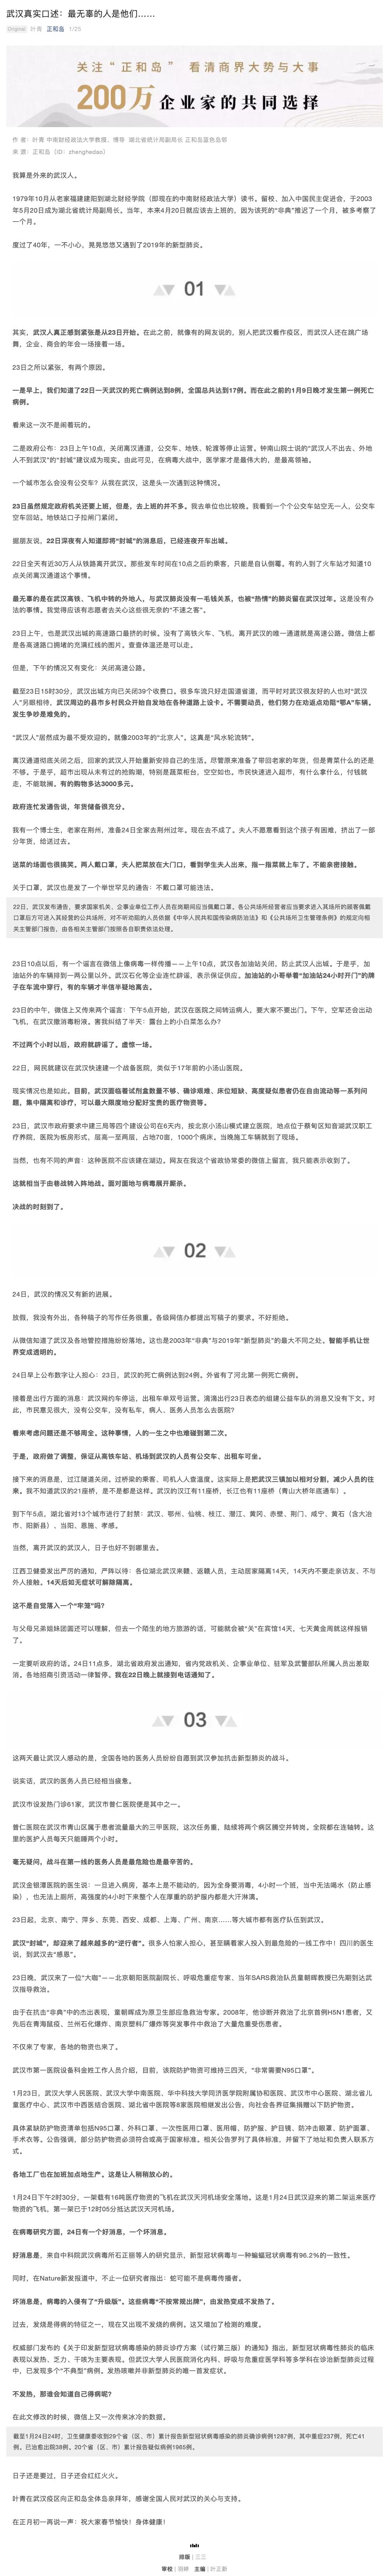 武汉真实口述：最无辜的人是他们……
Original 叶青 正和岛 1/25
关注“正和岛” 看清商界大势与大事
200万企业家的共同选择
作 者：叶青 中南财经政法大学教授，博导 湖北省统计局副局长 正和岛蓝色岛邻
来 源：正和岛（ID：zhenghedao）
我算是外来的武汉人。
1979年10月从老家福建建阳到湖北财经学院（即现在的中南财经政法大学）读书。留校、加入中国民主促进会，于2003
年5月20日成为湖北省统计局副局长。当年，本来4月20日就应该去上班的，因为该死的“非典”推迟了一个月，被多考察了
一个月。
度过了40年，一不小心，晃晃悠悠又遇到了2019年的新型肺炎。
01
其实，武汉人真正感到紧张是从23日开始。在此之前，就像有的网友说的，别人把武汉看作疫区，而武汉人还在跳广场
舞，企业、商会的年会一场接着一场。
23日之所以紧张，有两个原因。
一是早上，我们知道了22日一天武汉的死亡病例达到8例，全国总共达到17例。而在此之前的1月9日晚才发生第一例死亡
病例。
看来这一次不是闹着玩的。
二是政府公布：23日上午10点，关闭离汉通道，公交车、地铁、轮渡等停止运营。钟南山院士说的“武汉人不出去、外地
人不到武汉”的“封城”建议成为现实。由此可见，在病毒大战中，医学家才是最伟大的，是最高领袖。
一个城市怎么会没有公交车？从我在武汉，这是头一次遇到这种情况。
23日虽然规定政府机关还要上班，但是，去上班的并不多。我去单位也比较晚。我看到一个个公交车站空无一人，公交车
空车回站。地铁站口子拉闸门紧闭。
据朋友说，22日深夜有人知道即将“封城”的消息后，已经连夜开车出城。
22日全天有近30万人从铁路离开武汉。那些发车时间在10点之后的乘客，只能是自认倒霉。有的人到了火车站才知道10
点关闭离汉通道这个事情。
最无辜的是在武汉高铁、飞机中转的外地人，与武汉肺炎没有一毛钱关系，也被“热情”的肺炎留在武汉过年。这是没有办
法的事情。我觉得应该有志愿者去关心这些很无奈的“不速之客”。
23日上午，也是武汉出城的高速路口最挤的时候。没有了高铁火车、飞机，离开武汉的唯一通道就是高速公路。微信上都
是各高速路口拥堵的充满红线的图片。查查体温还是可以走。
但是，下午的情况又有变化：关闭高速公路。
截至23日15时30分，武汉出城方向已关闭39个收费口。很多车流只好走国道省道，而平时对武汉很友好的人也对“武汉
人”另眼相待，武汉周边的县市乡村民众开始自发地在各种道路上设卡。不需要动员，他们努力在劝返点劝阻“鄂A”车辆。
发生争吵是难免的。
“武汉人”居然成为最不受欢迎的。就像2003年的“北京人”。这真是“风水轮流转”。
离汉通道彻底关闭之后，回家的武汉人开始重新安排自己的生活。尽管原来准备了带回老家的年货，但是青菜什么的还是
不够。于是乎，超市出现从未有过的抢购潮，特别是蔬菜柜台，空空如也。市民快速进入超市，有什么拿什么，付钱就
走，不能耽搁。有的购物多达3000多元。
政府连忙发通告说，年货储备很充分。
我有一个博士生，老家在荆州，准备24日全家去荆州过年。现在去不成了。夫人不愿意看到这个孩子有困难，挤出了一部
分年货，给送过去。
送菜的场面也很搞笑。两人戴口罩，夫人把菜放在大门口，看到学生夫人出来，指一指菜就上车了。不能亲密接触。
关于口罩，武汉也是发了一个举世罕见的通告：不戴口罩可能违法。
22日，武汉发布通告，要求国家机关、企事业单位工作人员在岗期间应当佩戴口罩。各公共场所经营者应当要求进入其场所的顾客佩戴
口罩后方可进入其经营的公共场所，对不听劝阻的人员依据《中华人民共和国传染病防治法》和《公共场所卫生管理条例》的规定向相
关主管部门报告，由各相关主管部门按照各自职责依法处理。
23日10点以后，有一个谣言在微信上像病毒一样传播——上午10点，武汉各加油站关闭，防止武汉人出城。于是乎，加
油站外的车辆排到一两公里以外。武汉石化等企业连忙辟谣，表示保证供应。加油站的小哥举着“加油站24小时开门”的牌
子在车流中穿行，有的车辆才半信半疑地离去。
23日的中午，微信上又传来两个谣言：下午5点开始，武汉在医院之间转运病人，要大家不要出门。下午，空军还会出动
飞机，在武汉撒消毒粉液。害我纠结了半天：露台上的小白菜怎么办？
不过两个小时以后，政府就辟谣了。虚惊一场。
22日，网民就建议在武汉快速建一个战备医院，类似于17年前的小汤山医院。
现实情况也是如此。目前，武汉面临着试剂盒数量不够、确诊艰难、床位短缺、高度疑似患者仍在自由流动等一系列问
题，集中隔离和诊疗，可以最大限度地分配好宝贵的医疗物资等。
23日，武汉市政府要求中建三局等四个建设公司在6天内，按北京小汤山模式建立医院，地点位于蔡甸区知音湖武汉职工
疗养院，医院为板房形式，层高一至两层，占地70亩，1000个病床。当晚施工车辆就到了现场。
当然，也有不同的声音：这种医院不应该建在湖边。网友在我这个省政协常委的微信上留言，我只能表示收到了。
这就相当于由巷战转入阵地战。面对面地与病毒展开厮杀。
决战的时刻到了。
02
24日，武汉的情况又有新的进展。
放假，我没有外出，各种稿子的写作任务很重。各级网信办都提出写稿子的要求。不好拒绝。
从微信知道了武汉及各地管控措施纷纷落地。这也是2003年“非典”与2019年“新型肺炎”的最大不同之处。智能手机让世
界变成透明的。
24日早上公布数字让人担心：23日，武汉的死亡病例达到24例。外省有了河北第一例死亡病例。
接着是出行方面的消息：武汉网约车停运，出租车单双号运营。滴滴出行23日表态的组建公益车队的消息又没有下文。对
此，市民意见很大，没有公交车，没有私车，病人、医务人员怎么去医院？
看来考虑问题还是不够周全。这种事情，人的一生之中也难碰到第二次。
于是，政府做了调整，保证从高铁车站、机场到武汉的人员有公交车、出租车可坐。
接下来的消息是，过江隧道关闭。过桥梁的乘客、司机人人查温度。这实际上是把武汉三镇加以相对分割，减少人员的往
来。我不知道武汉的21座桥，是不是都是这样。武汉的汉江有11座桥，长江也有11座桥（青山大桥年底通车）。
到下午5点，湖北省对13个城市进行了封禁：武汉、鄂州、仙桃、枝江、潜江、黄冈、赤壁、荆门、咸宁、黄石（含大冶
市、阳新县）、当阳、恩施、孝感。
当然，离开武汉的武汉人，日子也好不到哪里去。
江西卫健委发出严厉的通知，严阵以待：各位湖北武汉来赣、返赣人员，主动居家隔离14天，14天内不要走亲访友、不与
外人接触。14天后如无症状可解除隔离。
这不是自觉落入一个“牢笼”吗？
与父母兄弟姐妹团圆还可以理解，但去一个陌生的地方旅游的话，可能就会被“关”在宾馆14天，七天黄金周就这样报销
了。
一定要听政府的话。24日11点多，湖北省政府发出通知，省内党政机关、企事业单位、驻军及武警部队所属人员出差取
消。各地招商引资活动一律暂停。我在22日晚上就接到电话通知了。
03
这两天最让武汉人感动的是，全国各地的医务人员纷纷自愿到武汉参加抗击新型肺炎的战斗。
说实话，武汉的医务人员已经相当疲惫。
武汉市设发热门诊61家，武汉市普仁医院便是其中之一。
普仁医院在武汉市青山区属于患者流量最大的三甲医院，这次任务重，陆续将两个病区腾空并转岗。全院都在连轴转。这
里的医护人员每天只能睡两个小时。
毫无疑问，战斗在第一线的医务人员是最危险也是最辛苦的。
武汉金银潭医院的医生说：一旦进入病房，基本上是不能动的，因为全身要消毒，4小时一个班，当中无法喝水（防止感
染），也无法上厕所，高强度的4小时下来整个人在厚重的防护服内都是大汗淋漓。
23日起，北京、南宁、萍乡、东莞、西安、成都、上海、广州、南京……等大城市都有医疗队伍到武汉。
武汉“封城”，却迎来了越来越多的“逆行者”。很多人怕家人担心，甚至瞒着家人投入到最危险的一线工作中！四川的医生
说，到武汉去“感恩”。
23日晚，武汉来了一位“大咖”——北京朝阳医院副院长、呼吸危重症专家、当年SARS救治队员童朝晖教授已先期到达武
汉指导救治。
由于在抗击“非典”中的杰出表现，童朝晖成为原卫生部应急救治专家。2008年，他诊断并救治了北京首例H5N1患者，又
先后在青海鼠疫、兰州石化爆炸、南京塑料厂爆炸等突发事件中救治了大量危重受伤患者。
不仅来了专家，各地的物资也来了。
武汉市第一医院设备科金姓工作人员介绍，目前，该院防护物资可维持三四天，“非常需要N95口罩”。
1月23日，武汉大学人民医院、武汉大学中南医院、华中科技大学同济医学院附属协和医院、武汉市中心医院、湖北省儿
童医疗中心、武汉市中西医结合医院、湖北省中医院等8家医院相继发出公告，向社会各界征集捐赠以下防护物资。
具体紧缺防护物资清单包括N95口罩、外科口罩、一次性医用口罩、医用帽、防护服、护目镜、防冲击眼罩、防护面罩、
手术衣等。公告强调，部分防护物资必须符合或高于国家标准。相关公告罗列了具体标准，并留下了地址和负责人联系方
式。
各地工厂也在加班加点地生产。这是让人稍稍放心的。
1月24日下午2时30分，一架载有16吨医疗物资的飞机在武汉天河机场安全落地。这是1月24日武汉迎来的第二架运来医疗
物资的飞机，第一架已于12时05分抵达武汉天河机场。
在病毒研究方面，24日有一个好消息，一个坏消息。
好消息是，来自中科院武汉病毒所石正丽等人的研究显示，新型冠状病毒与一种蝙蝠冠状病毒有96.2%的一致性。
同时，在Nature新发报道中，不止一位研究者指出：蛇可能不是病毒传播者。
坏消息是，病毒的入侵有了“升级版”，这些病毒“不按常规出牌”，由发热变成不发热了。
过去，发烧是得病的特征之一，现在又出现不发烧的病例。这又增加了检测的难度。
权威部门发布的《关于印发新型冠状病毒感染的肺炎诊疗方案（试行第三版）的通知》指出，新型冠状病毒性肺炎的临床
表现以发热、乏力、干咳为主要表现。但武汉大学人民医院消化内科、呼吸与危重症医学科等多学科在诊治新型肺炎过程
中，已发现多个“不典型”病例。发热咳嗽并非新型肺炎的唯一首发症状。
不发热，那谁会知道自己得病呢？
在此文修改的时候，微信上又一次传来冰冷的数据。
截至1月24日24时，卫生健康委收到29个省（区、市）累计报告新型冠状病毒感染的肺炎确诊病例1287例，其中重症237例，死亡41
例。已治愈出院38例。20个省（区、市）累计报告疑似病例1965例。
日子还是要过，日子还会红红火火。
叶青在武汉疫区向正和岛全体岛亲拜年，感谢全国人民对武汉的关心与支持。
在正月初一再说一声：祝大家春节愉快！身体健康！
排版 | 三三
审校 | 羽婷 主编 | 叶正新